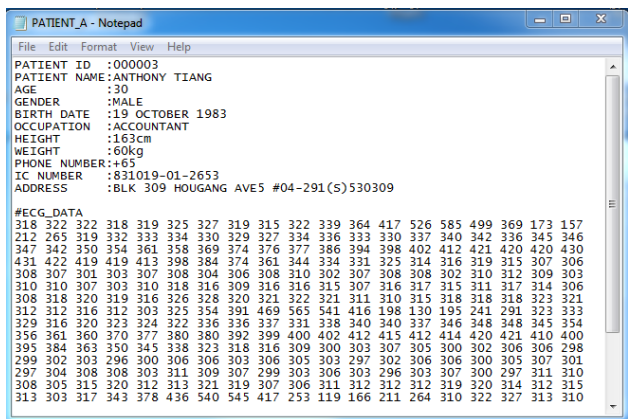 PATIENT_A - Notepad
File Edit Format View Help
PATIENT ID :000003
PATIENT NAME:ANTHONY TIANG
AGE :30
GENDER :MALE
BIRTH DATE :19 OCTOBER 1983
OCCUPATION :ACCOUNTANT
HEIGHT :163cm
WEIGHT :60kg
PHONE NUMBER:+65
IC NUMBER :831019-01-2653
ADDRESS :BLK 309 HOUGANG AVE5 #04-291(S)530309
#ECG_DATA
318 322 322 318 319 325 327 319 315 322 339 364 417 526 585 499 369 173 157
212 265 319 332 333 334 330 329 327 334 336 333 330 337 340 342 336 345 346
347 342 350 354 361 358 369 374 376 377 386 394 398 402 412 421 420 420 430
431 422 419 419 413 398 384 374 361 344 334 331 325 314 316 319 315 307 306
308 307 301 303 307 308 304 306 308 310 302 307 308 308 302 310 312 309 303
310 310 307 303 310 318 316 309 316 316 315 307 316 317 315 311 317 314 306
308 318 320 319 316 326 328 320 321 322 321 311 310 315 318 318 318 323 321
312 312 316 312 303 325 354 391 469 565 541 416 198 130 195 241 291 323 333
329 316 320 323 324 322 336 336 337 331 338 340 340 337 346 348 348 345 354
356 361 360 370 377 380 380 392 399 400 402 412 415 412 414 420 421 410 400
395 384 363 350 345 338 323 318 316 309 300 303 307 305 300 302 306 306 298
299 302 303 296 300 306 306 303 306 305 303 297 302 306 306 300 305 307 301
297 304 308 308 303 311 309 307 299 303 306 303 296 303 307 300 297 311 310
308 305 315 320 312 313 321 319 307 306 311 312 312 312 319 320 314 312 315
313 303 317 343 378 436 540 545 417 253 119 166 211 264 310 322 327 313 310